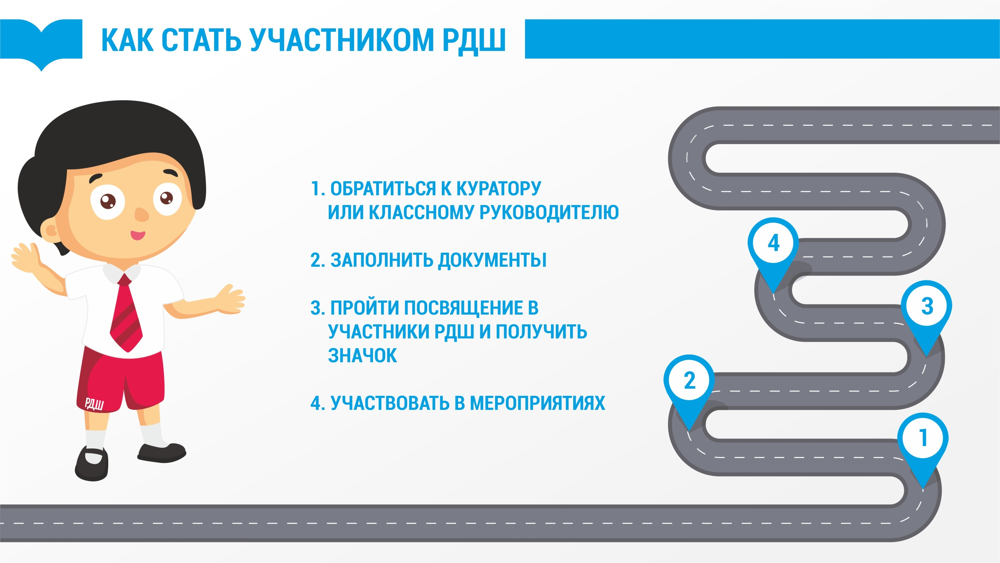 КАК СТАТЬ УЧАСТНИКОМ РДШ
1. ОБРАТИТЬСЯ К КУРАТОРУ
ИЛИ КЛАССНОМУ РУКОВОДИТЕЛЮ
2. ЗАПОЛНИТЬ ДОКУМЕНТЫ
3. ПРОЙТИ ПОСВЯЩЕНИЕ В
УЧАСТНИКИ РДШ И ПОЛУЧИТЬ
ЗНАЧОК
4. УЧАСТВОВАТЬ В МЕРОПРИЯТИЯХ
РДШ
4
3
2
1